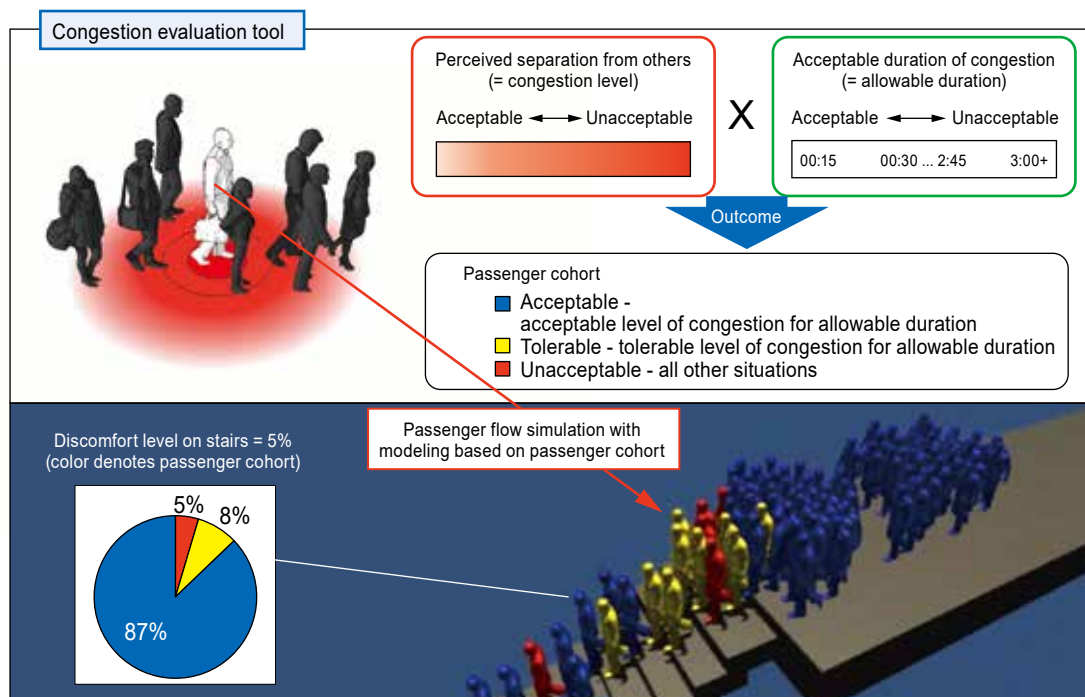 Congestion evaluation tool
Perceived separation from others
(= congestion level)
Acceptable ↔ Unacceptable
X
Acceptable duration of congestion
(= allowable duration)
Acceptable ↔ Unacceptable
00:15 00:30 ... 2:45 3:00+
Outcome
Passenger cohort
Acceptable -
acceptable level of congestion for allowable duration
Tolerable - tolerable level of congestion for allowable duration
Unacceptable - all other situations
Passenger flow simulation with
modeling based on passenger cohort
Discomfort level on stairs = 5%
(color denotes passenger cohort)
5%
8%
87%